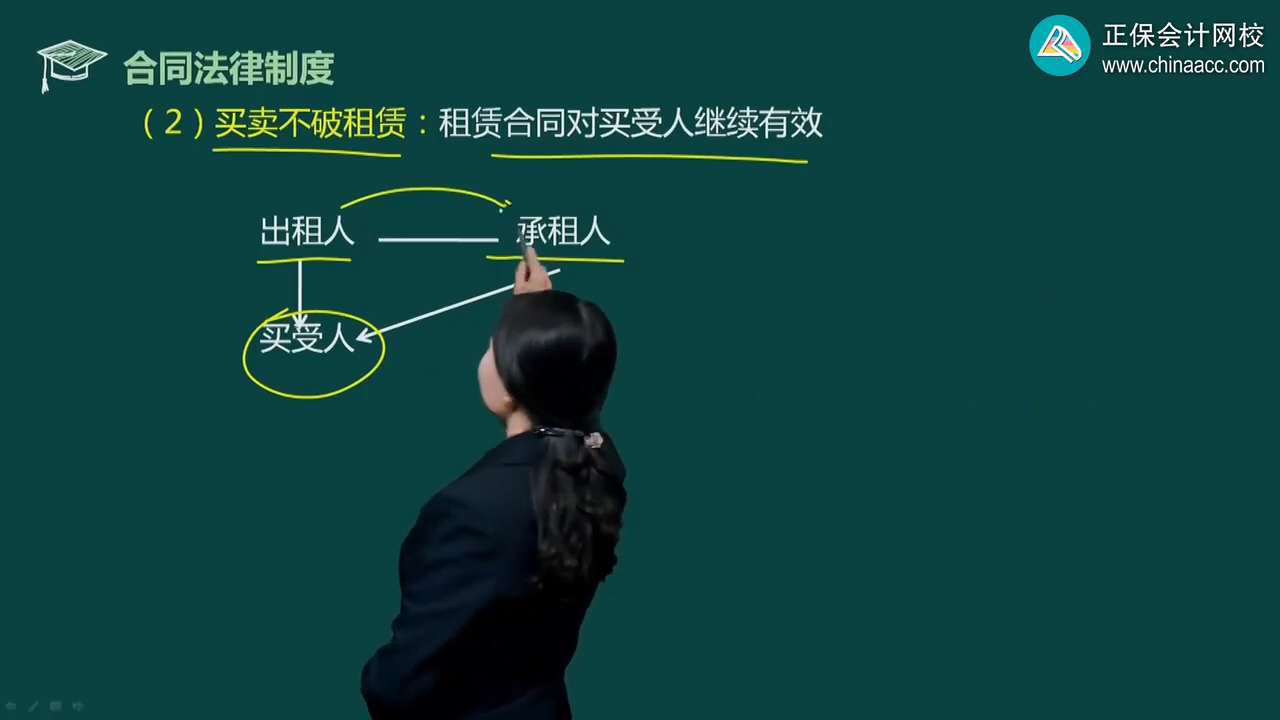 正保会计网校
www.chinaacc.com
合同法律制度
（2）买卖不破租赁：租赁合同对买受人继续有效
出租人
承租人
买受人